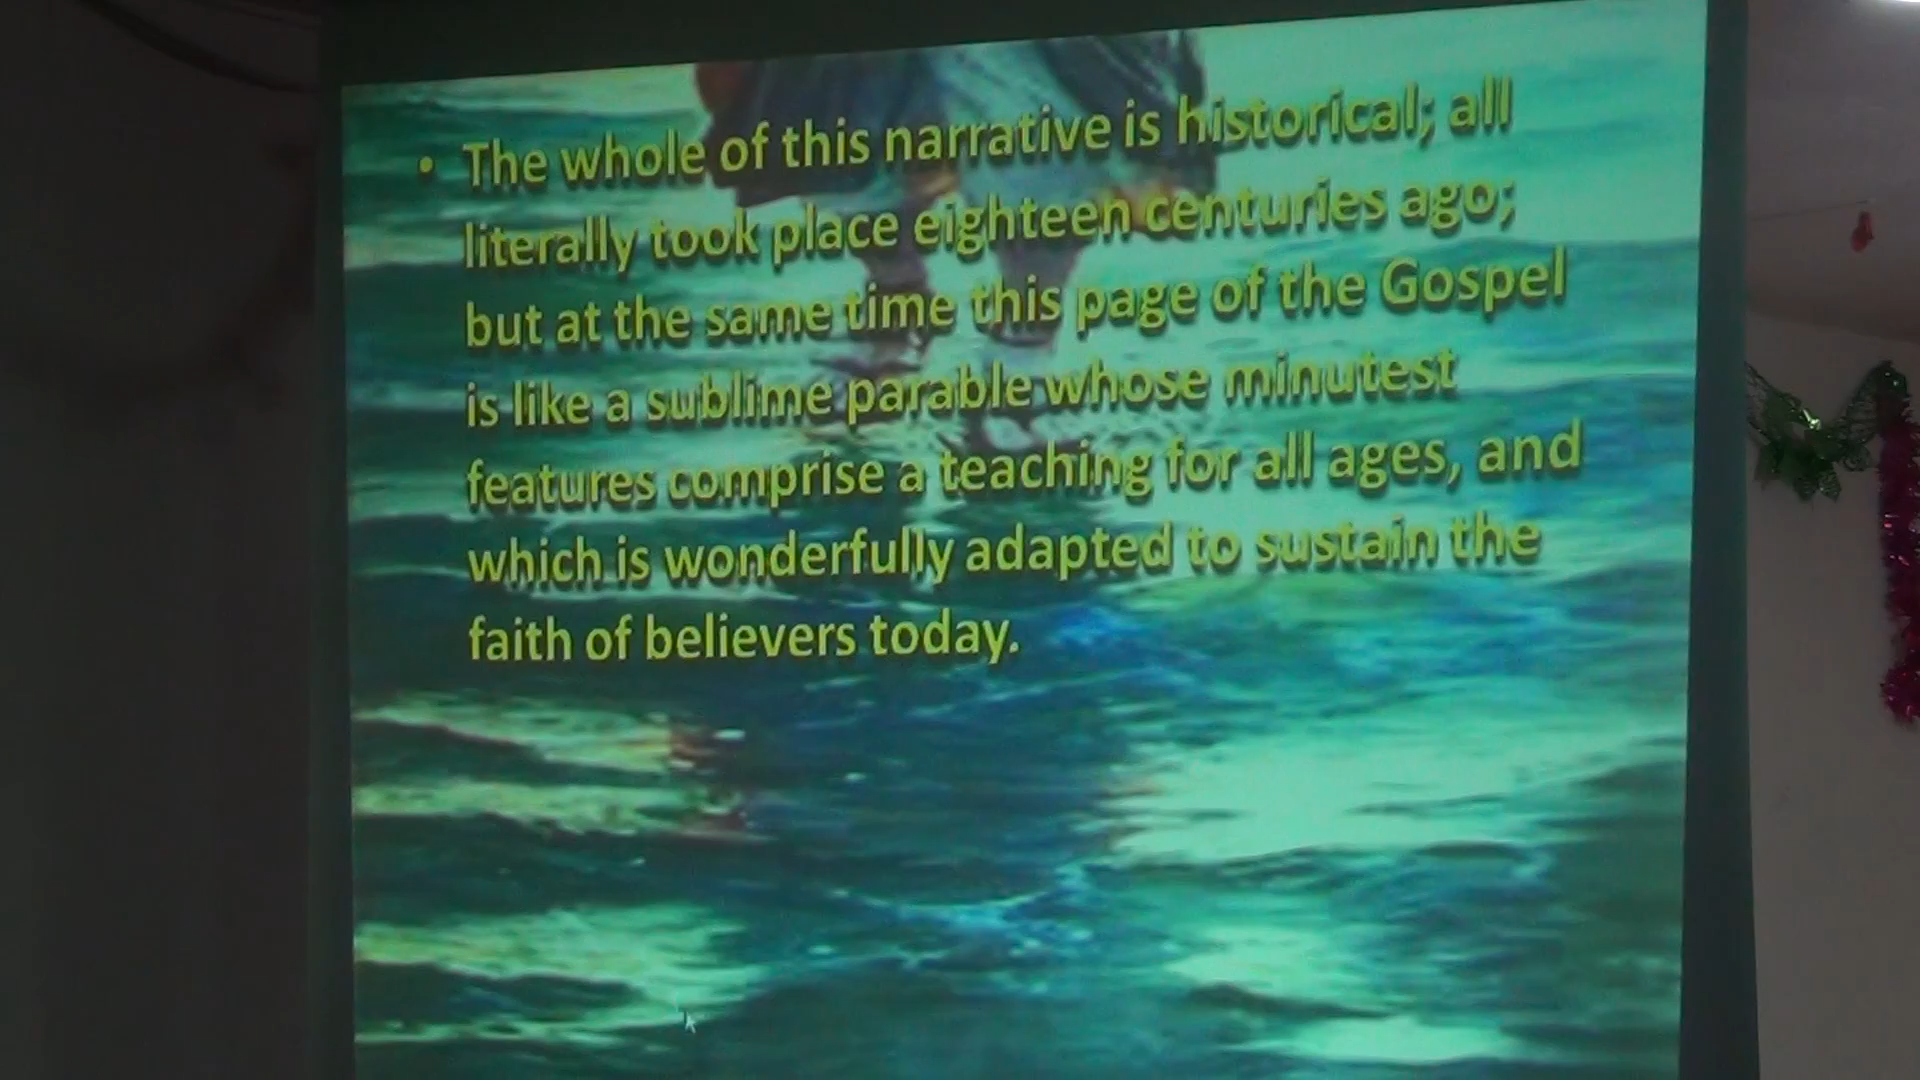 • The whole of this narrative is historical; all
literally took place eighteen centuries ago;
but at the same time this page of the Gospel
is like a sublime parable whose minutest
features comprise a teaching for all ages, and
which is wonderfully adapted to sustain the
faith of believers today.